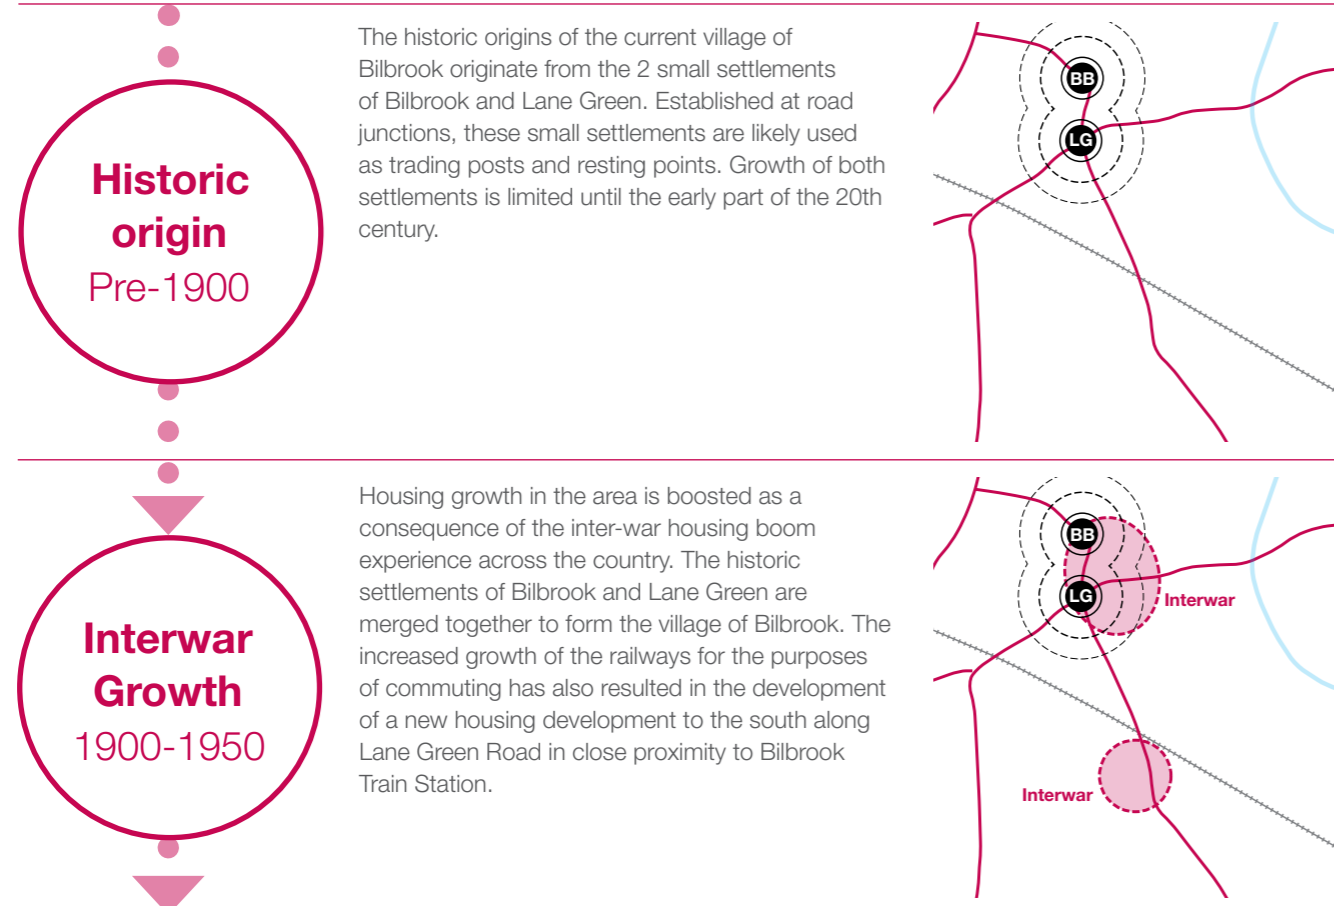 Historic
origin
Pre-1900
The historic origins of the current village of
Bilbrook originate from the 2 small settlements
of Bilbrook and Lane Green. Established at road
junctions, these small settlements are likely used
as trading posts and resting points. Growth of both
settlements is limited until the early part of the 20th
century.
BB
LG
Interwar
Growth
1900-1950
Housing growth in the area is boosted as a
consequence of the inter-war housing boom
experience across the country. The historic
settlements of Bilbrook and Lane Green are
merged together to form the village of Bilbrook. The
increased growth of the railways for the purposes
of commuting has also resulted in the development
of a new housing development to the south along
Lane Green Road in close proximity to Bilbrook
Train Station.
BB
LG
Interwar
Interwar